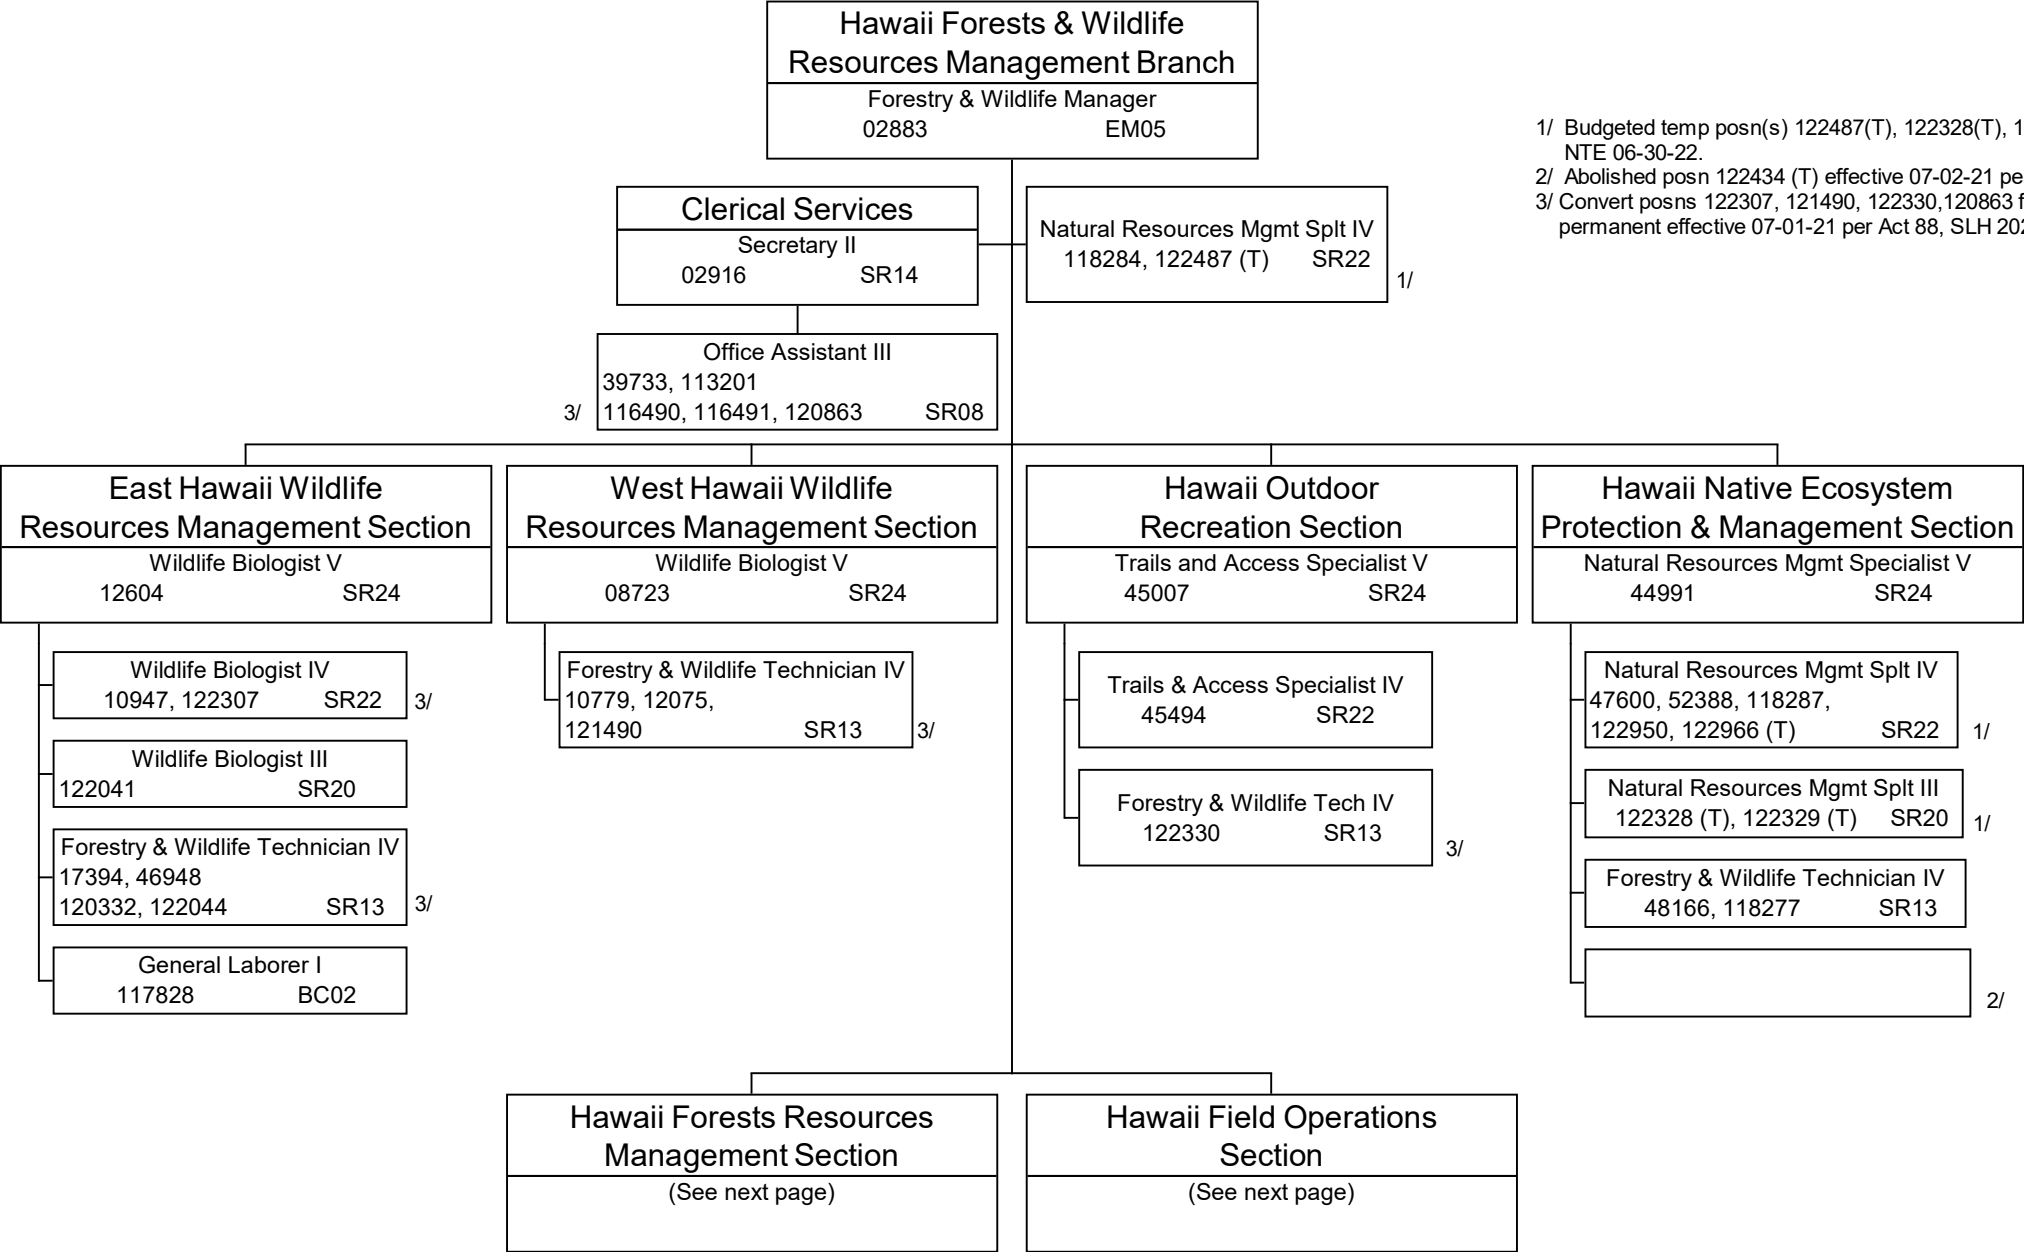 Hawaii Forests & Wildlife
Resources Management Branch
Forestry & Wildlife Manager
02883 EM05
1/ Budgeted temp posn(s) 122487(T), 122328(T), 1
NTE 06-30-22.
2/ Abolished posn 122434 (T) effective 07-02-21 pe
3/ Convert posns 122307, 121490, 122330,120863 f
permanent effective 07-01-21 per Act 88, SLH 202
Clerical Services
Secretary II
02916 SR14
Natural Resources Mgmt Splt IV
118284, 122487 (T) SR22
1/
Office Assistant III
39733, 113201
3/ 116490, 116491, 120863 SR08
East Hawaii Wildlife
Resources Management Section
Wildlife Biologist V
12604 SR24
Wildlife Biologist IV
10947, 122307 SR22 3/
Wildlife Biologist III
122041 SR20
Forestry & Wildlife Technician IV
17394, 46948
120332, 122044 SR13 3/
General Laborer I
117828 BC02
West Hawaii Wildlife
Resources Management Section
Wildlife Biologist V
08723 SR24
Forestry & Wildlife Technician IV
10779, 12075,
121490 SR13 3/
Hawaii Outdoor
Recreation Section
Trails and Access Specialist V
45007 SR24
Trails & Access Specialist IV
45494 SR22
Forestry & Wildlife Tech IV
122330 SR13
3/
Hawaii Native Ecosystem
Protection & Management Section
Natural Resources Mgmt Specialist V
44991 SR24
Natural Resources Mgmt Splt IV
47600, 52388, 118287,
122950, 122966 (T) SR22 1/
Natural Resources Mgmt Splt III
122328 (T), 122329 (T) SR20 1/
Forestry & Wildlife Technician IV
48166, 118277 SR13
2/
Hawaii Forests Resources
Management Section
(See next page)
Hawaii Field Operations
Section
(See next page)